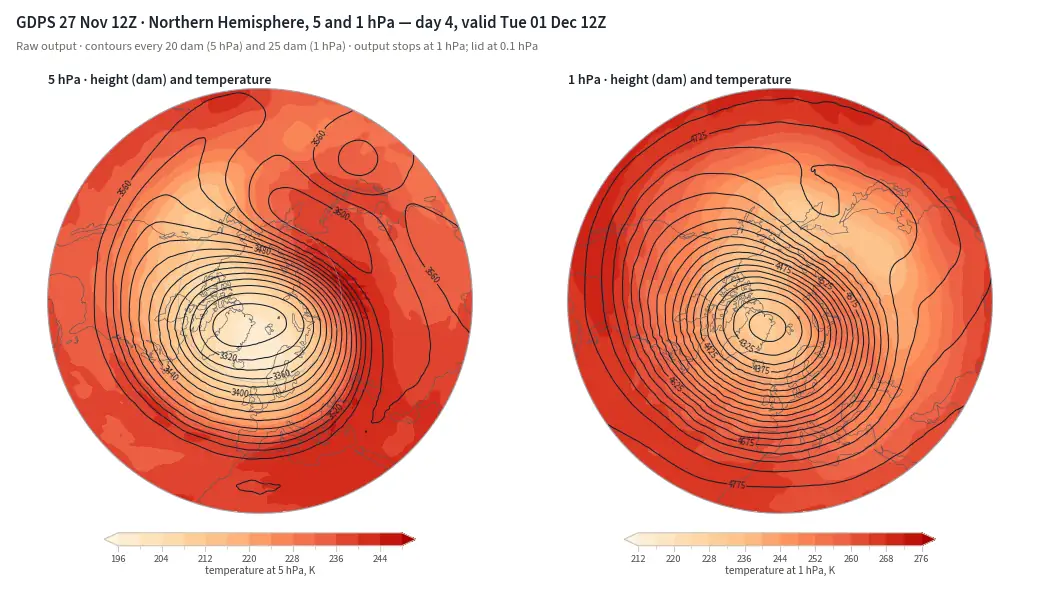 GDPS 27 Nov 12Z · Northern Hemisphere, 5 and 1 hPa — day 4, valid Tue 01 Dec 12Z
Raw output · contours every 20 dam (5 hPa) and 25 dam (1 hPa) · output stops at 1 hPa; lid at 0.1 hPa
5 hPa · height (dam) and temperature
3560
3560
3600
3480
3560
3320
3360
3440
3400
3520
196 204 212 220 228 236 244
temperature at 5 hPa, K
1 hPa · height (dam) and temperature
4725
4475
4525
4575
4325
4425
4375
4625
4675
4775
212 220 228 236 244 252 260 268 276
temperature at 1 hPa, K